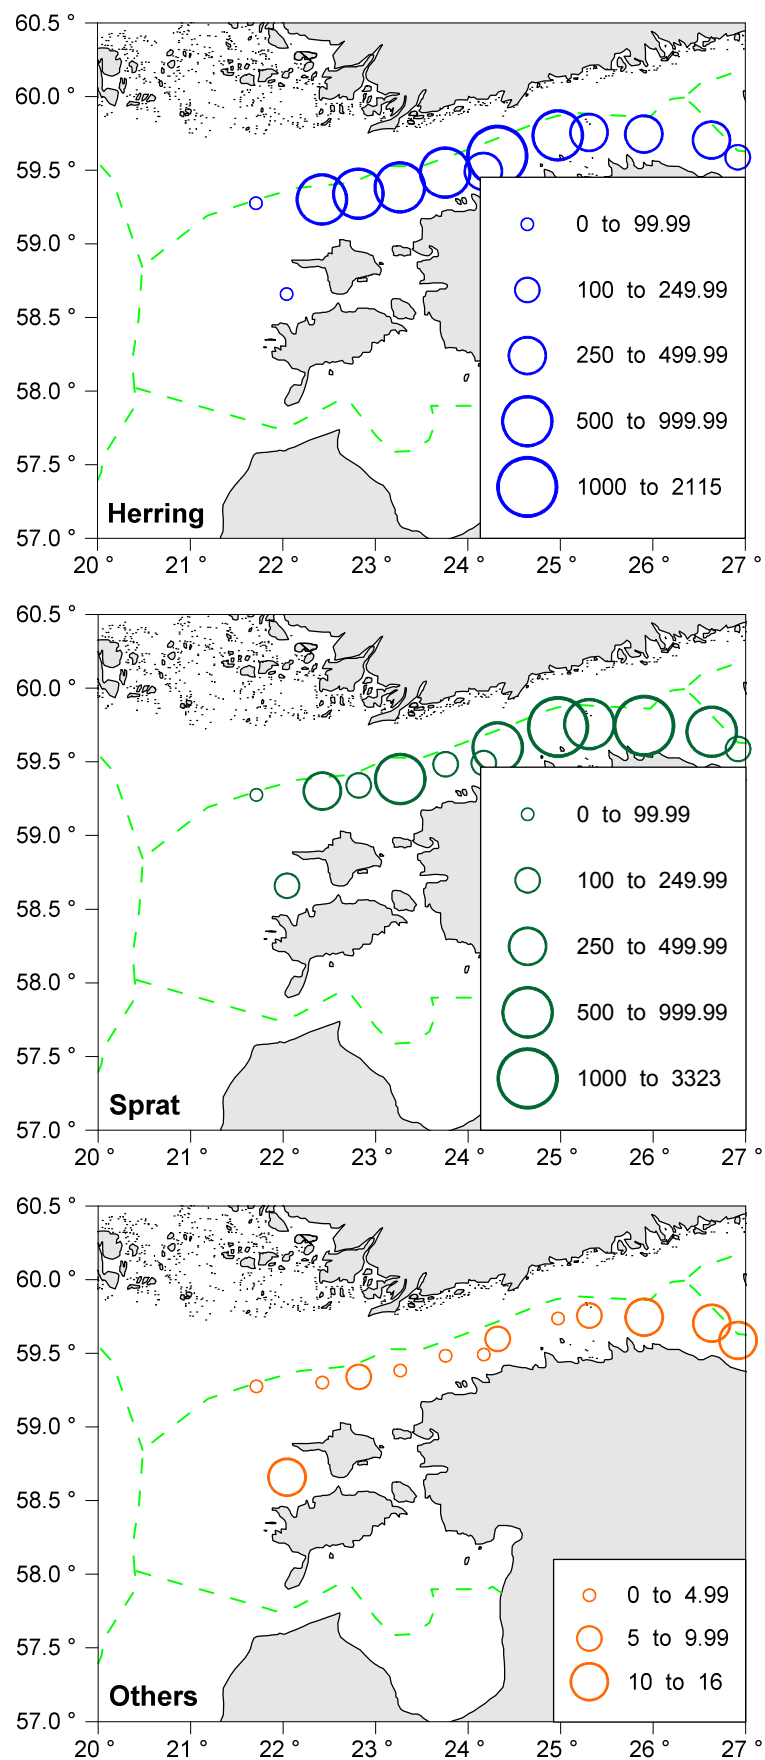 60.5 °
60.0 °
59.5 °
59.0 °
58.5 °
58.0 °
57.5 °
57.0 °
0 to 99.99
100 to 249.99
250 to 499.99
500 to 999.99
1000 to 2115
Herring
20 ° 21 ° 22 ° 23 ° 24 ° 25 ° 26 ° 27 °
60.5 °
60.0 °
59.5 °
59.0 °
58.5 °
58.0 °
57.5 °
57.0 °
0 to 99.99
100 to 249.99
250 to 499.99
500 to 999.99
1000 to 3323
Sprat
20 ° 21 ° 22 ° 23 ° 24 ° 25 ° 26 ° 27 °
60.5 °
60.0 °
59.5 °
59.0 °
58.5 °
58.0 °
57.5 °
57.0 °
0 to 4.99
5 to 9.99
10 to 16
Others
20 ° 21 ° 22 ° 23 ° 24 ° 25 ° 26 ° 27 °